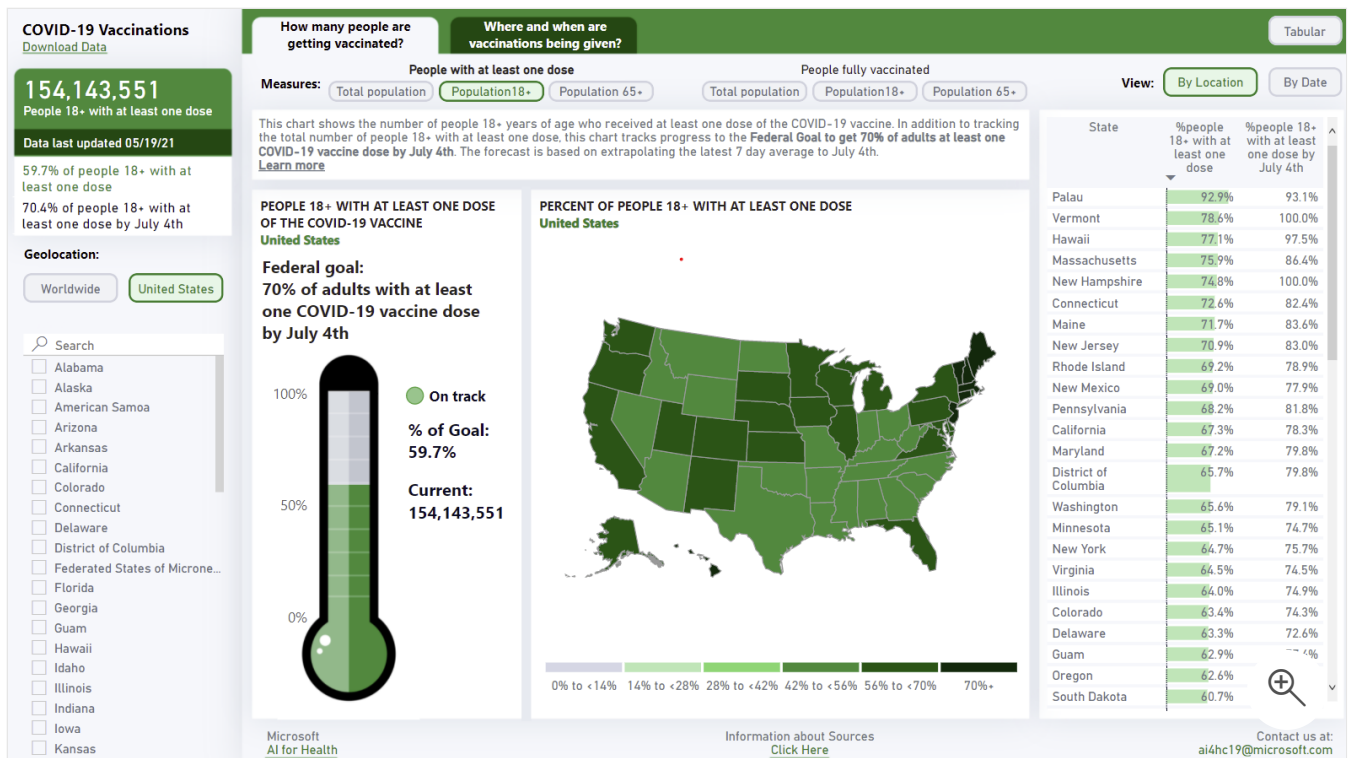 COVID-19 Vaccinations
Download Data
154,143,551
People 18+ with at least one dose
Data last updated 05/19/21
59.7% of people 18+ with at
least one dose
70.4% of people 18+ with at
least one dose by July 4th
Geolocation:
Worldwide
United States
Search
Alabama
Alaska
American Samoa
Arizona
Arkansas
California
Colorado
Connecticut
Delaware
District of Columbia
Federated States of Microne...
Florida
Georgia
Guam
Hawaii
Idaho
Illinois
Indiana
Iowa
Kansas
How many people are
getting vaccinated?
Where and when are
vaccinations being given?
Tabular
Measures:
People with at least one dose
Total population
Population18+
Population 65+
People fully vaccinated
Total population
Population18+
Population 65+
View:
By Location
By Date
This chart shows the number of people 18+ years of age who received at least one dose of the COVID-19 vaccine. In addition to tracking
the total number of people 18+ with at least one dose, this chart tracks progress to the Federal Goal to get 70% of adults at least one
COVID-19 vaccine dose by July 4th. The forecast is based on extrapolating the latest 7 day average to July 4th.
Learn more
PEOPLE 18+ WITH AT LEAST ONE DOSE
OF THE COVID-19 VACCINE
United States
Federal goal:
70% of adults with at least
one COVID-19 vaccine dose
by July 4th
100%
50%
0%
On track
% of Goal:
59.7%
Current:
154,143,551
PERCENT OF PEOPLE 18+ WITH AT LEAST ONE DOSE
United States
0% to <14% 14% to <28% 28% to <42% 42% to <56% 56% to <70% 70%+
State
%people
18+ with at
least one
dose
%people 18+
with at least
one dose by
July 4th
Palau 92.9% 93.1%
Vermont 78.6% 100.0%
Hawaii 77.1% 97.5%
Massachusetts 75.9% 86.4%
New Hampshire 74.8% 100.0%
Connecticut 72.6% 82.4%
Maine 71.7% 83.6%
New Jersey 70.9% 83.0%
Rhode Island 69.2% 78.9%
New Mexico 69.0% 77.9%
Pennsylvania 68.2% 81.8%
California 67.3% 78.3%
Maryland 67.2% 79.8%
District of 65.7% 79.8%
Columbia
Washington 65.6% 79.1%
Minnesota 65.1% 74.7%
New York 64.7% 75.7%
Virginia 64.5% 74.5%
Illinois 64.0% 74.9%
Colorado 63.4% 74.3%
Delaware 63.3% 72.6%
Guam 62.9%
Oregon 62.6%
South Dakota 60.7%
Microsoft
AI for Health
Information about Sources
Click Here
Contact us at:
ai4hc19@microsoft.com